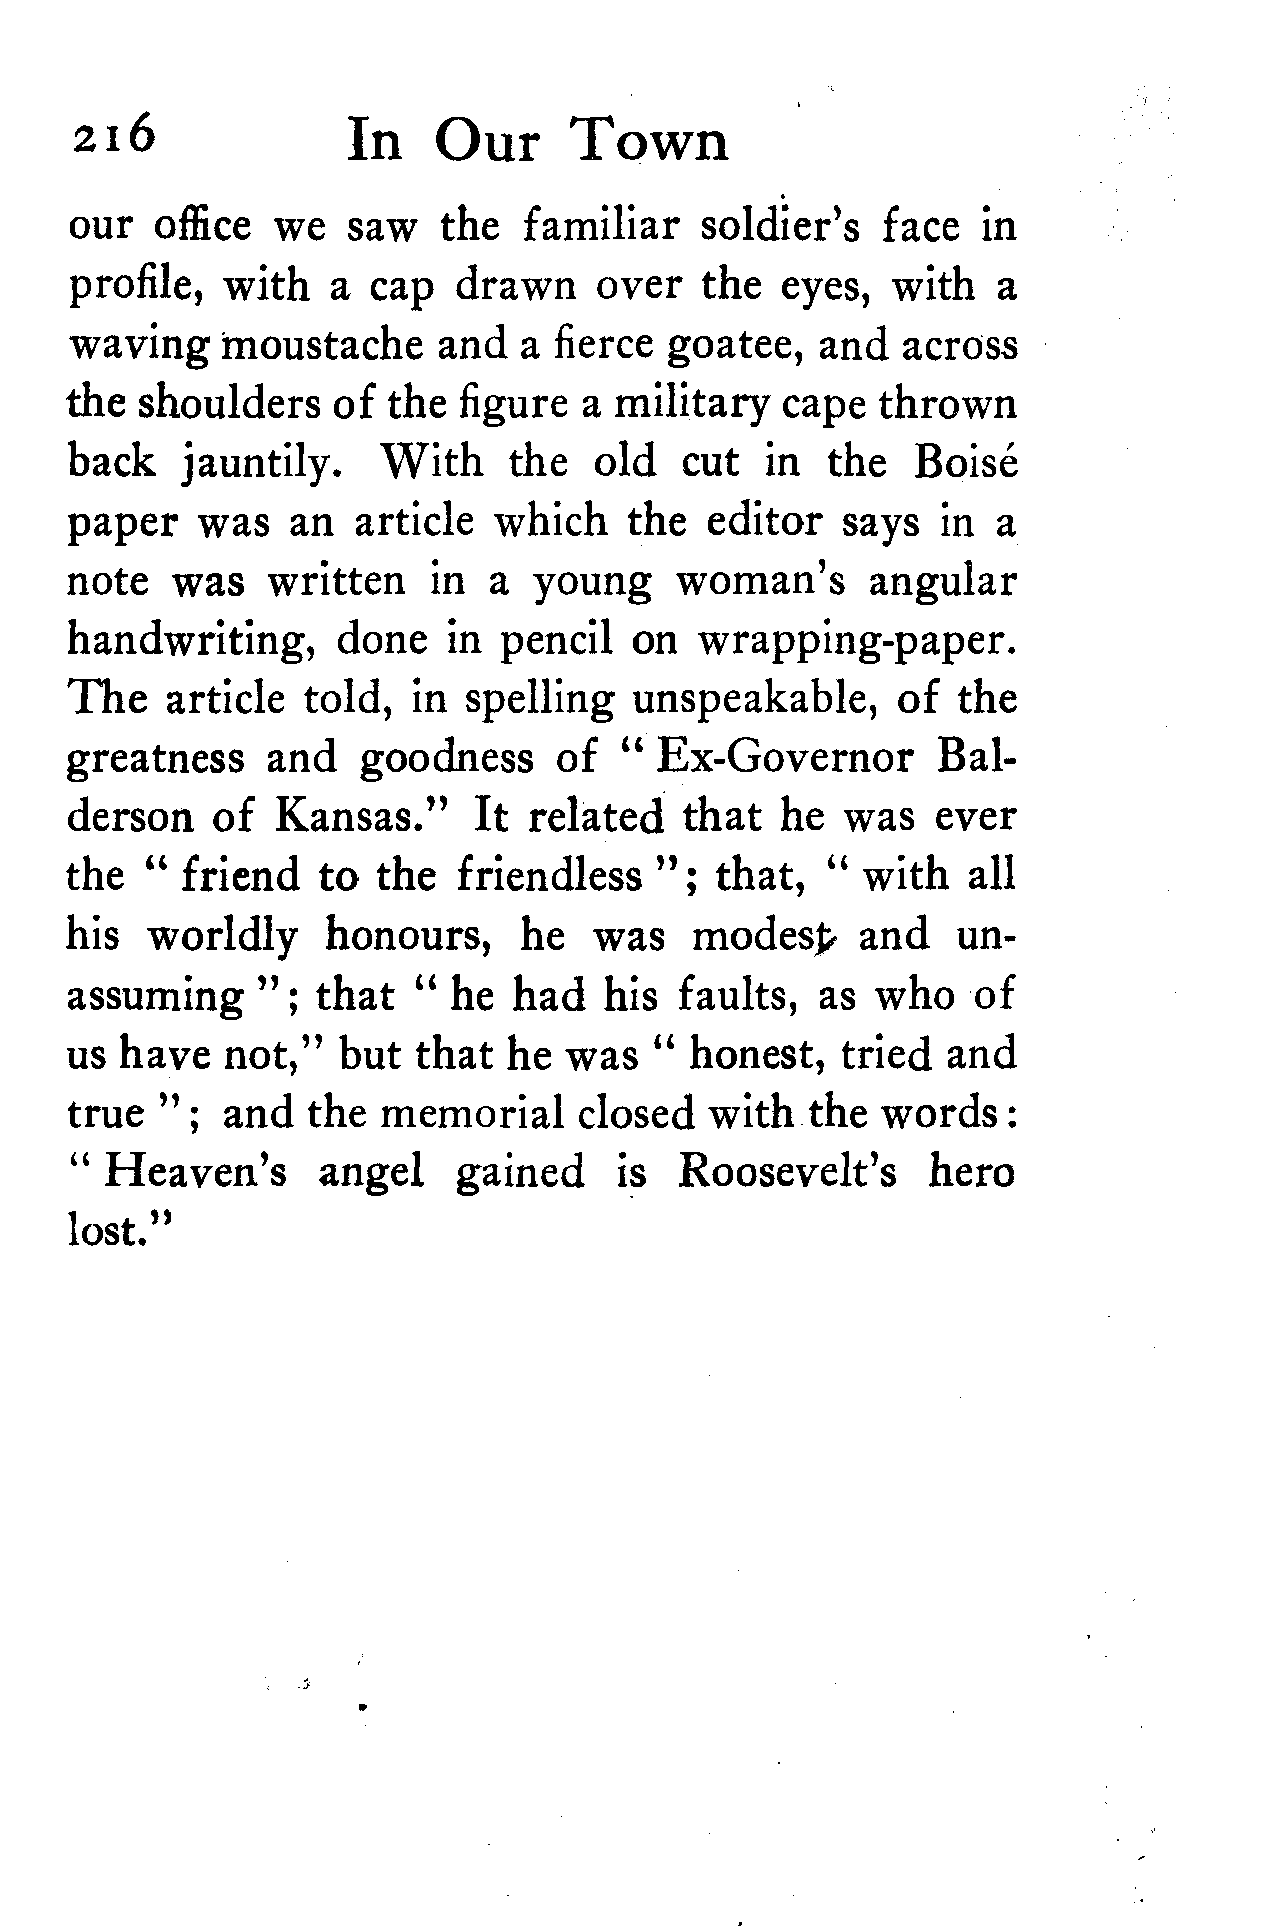 216 In Our Town
our office we saw the familiar soldier's face in
profile, with a cap drawn over the eyes, with a
waving moustache and a fierce goatee, and across
the shoulders of the figure a military cape thrown
back jauntily. With the old cut in the Boisé
paper was an article which the editor says in a
note was written in a young woman's angular
handwriting, done in pencil on wrapping-paper.
The article told, in spelling unspeakable, of the
greatness and goodness of “ Ex-Governor Bal-
derson of Kansas.” It related that he was ever
the “ friend to the friendless ”; that, “ with all
his worldly honours, he was modest and un-
assuming ”; that “ he had his faults, as who of
us have not,” but that he was “ honest, tried and
true ”; and the memorial closed with the words :
“ Heaven's angel gained is Roosevelt's hero
lost.”